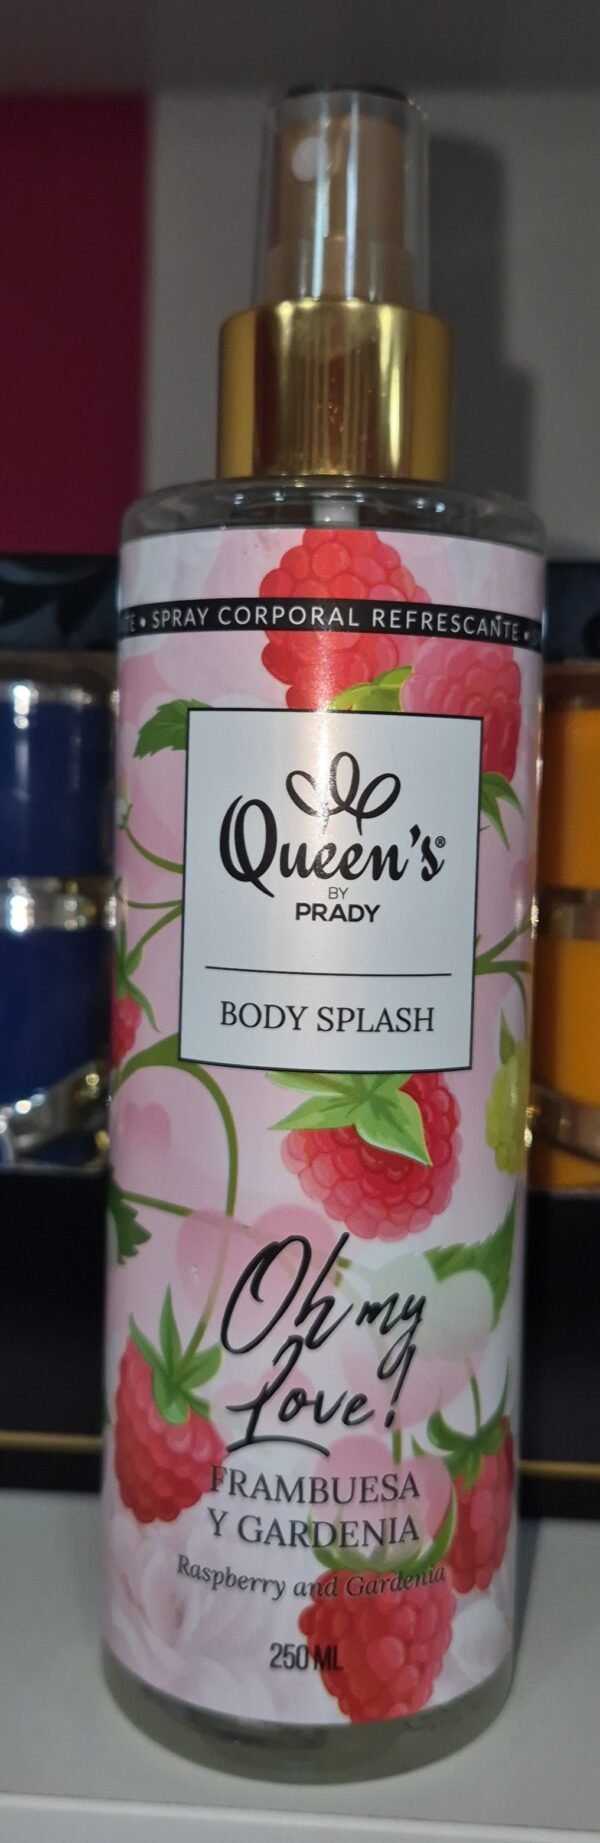 • SPRAY CORPORAL REFRESCANTE •
Queen's®
BY
PRADY
BODY SPLASH
Oh my
Love!
FRAMBUESA
Y GARDENIA
Raspberry and Gardenia
250 ML